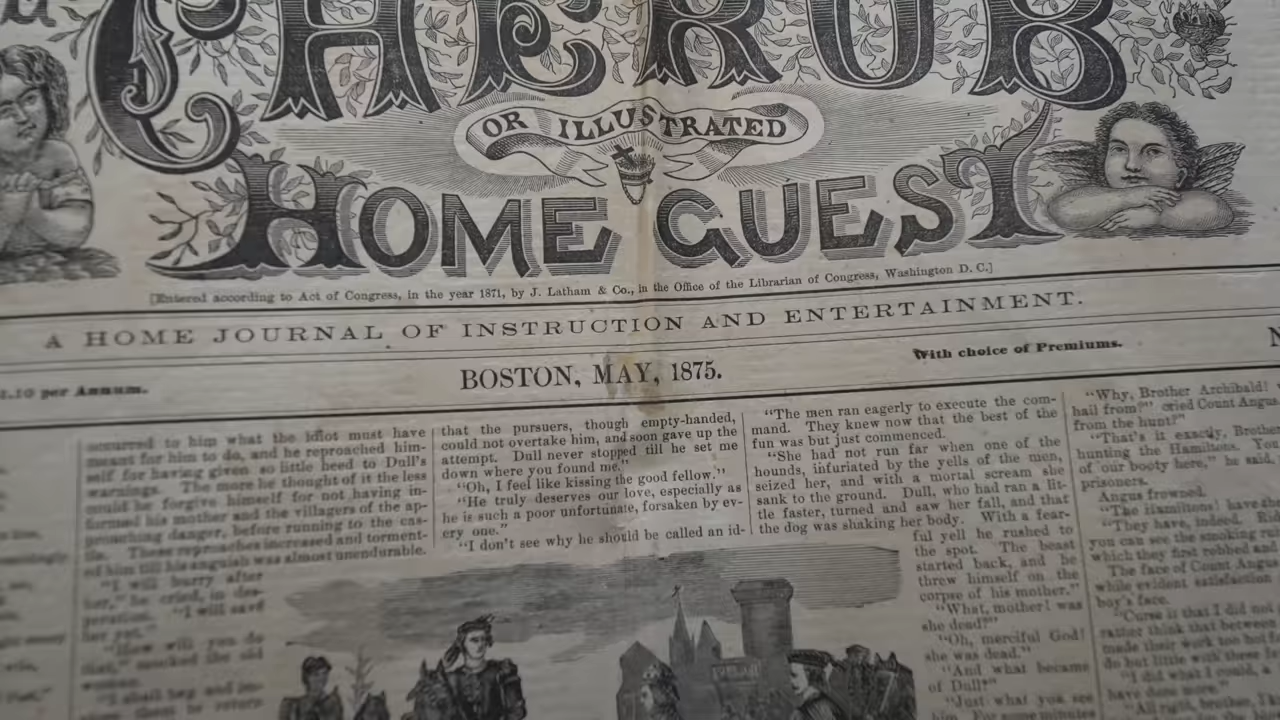 CHERUB
OR ILLUSTRATED
HOME GUEST
[Entered according to Act of Congress, in the year 1871, by J. Latham & Co., in the Office of the Librarian of Congress, Washington D. C.]
A HOME JOURNAL OF INSTRUCTION AND ENTERTAINMENT.
per Annum.
BOSTON, MAY, 1875.
With choice of Premiums.
occurred to him what the idiot must have
meant for him to do, and he reproached him-
self for having given so little heed to Dull's
warnings. The more he thought of it the less
could he forgive himself for not having in-
formed his mother and the villagers of the ap-
proaching danger, before running to the cas-
tle. These reproaches increased and torment-
ed him till his anguish was almost unendurable.
"I will hurry after
her," he cried, in des-
peration. "I will save
her yet."
"How will you do
that," the old
woman.
"I shall beg and im-
that the pursuers, though empty-handed,
could not overtake him, and soon gave up the
attempt. Dull never stopped till he set me
down where you found me."
"Oh, I feel like kissing the good fellow."
"He truly deserves our love, especially as
he is such a poor unfortunate, forsaken by ev-
ery one."
"I don't see why he should be called an id-
"The men ran eagerly to execute the com-
mand. They knew now that the best of the
fun was but just commenced.
"She had not run far when one of the
hounds, infuriated by the yells of the men,
seized her, and with a mortal scream she
sank to the ground. Dull, who had ran a lit-
tle faster, turned and saw her fall, and that
the dog was shaking her body. With a fear-
ful yell he rushed to
the spot. The beast
started back, and he
threw himself on the
corpse of his mother."
"What, mother! was
she dead?"
"Oh, merciful God!
she was dead."
"And what became
of Dull?"
"Just what you see
him. For some minutes
"Why, Brother Archibald!
hail from?" cried Count Angus
from the hunt?"
"That's it exactly, Brother
hunting the Hamiltons. You
of our booty here," he said,
prisoners.
Angus frowned.
"The Hamiltons! have the
"They have, indeed. Rid
you can see the smoking ru
which they first robbed and
The face of Count Angus
while evident satisfaction
boy's face.
"Curse it that I did not
rather think that between
made their work too hot f
do but little with these fe
"I did what I could, a
have done more."
"All right, brother,